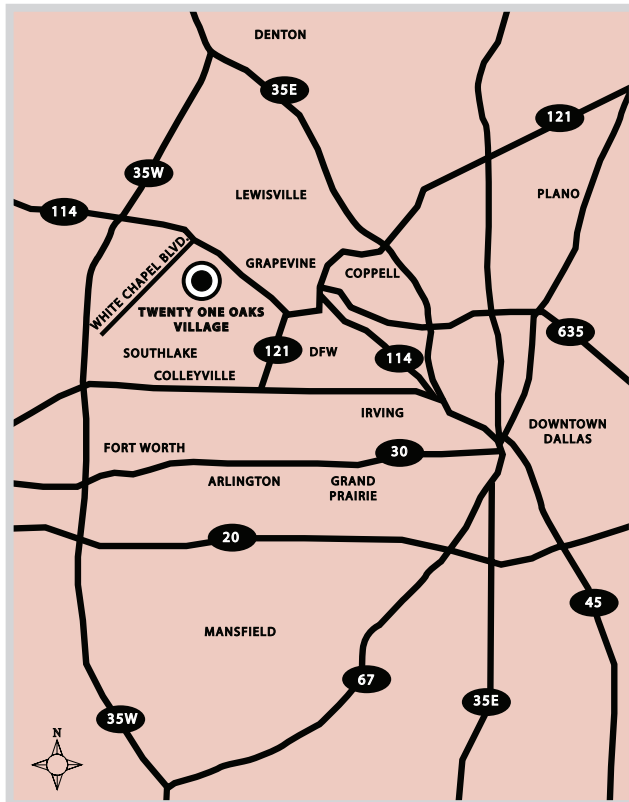 DENTON
35E
121
35W
PLANO
LEWISVILLE
114
WHITE CHAPEL BLVD.
GRAPEVINE
COPPELL
TWENTY ONE OAKS
VILLAGE
635
121
DFW
114
SOUTHLAKE
COLLEYVILLE
IRVING
DOWNTOWN
DALLAS
FORT WORTH
30
ARLINGTON
GRAND
PRAIRIE
20
45
MANSFIELD
67
35E
35W
N